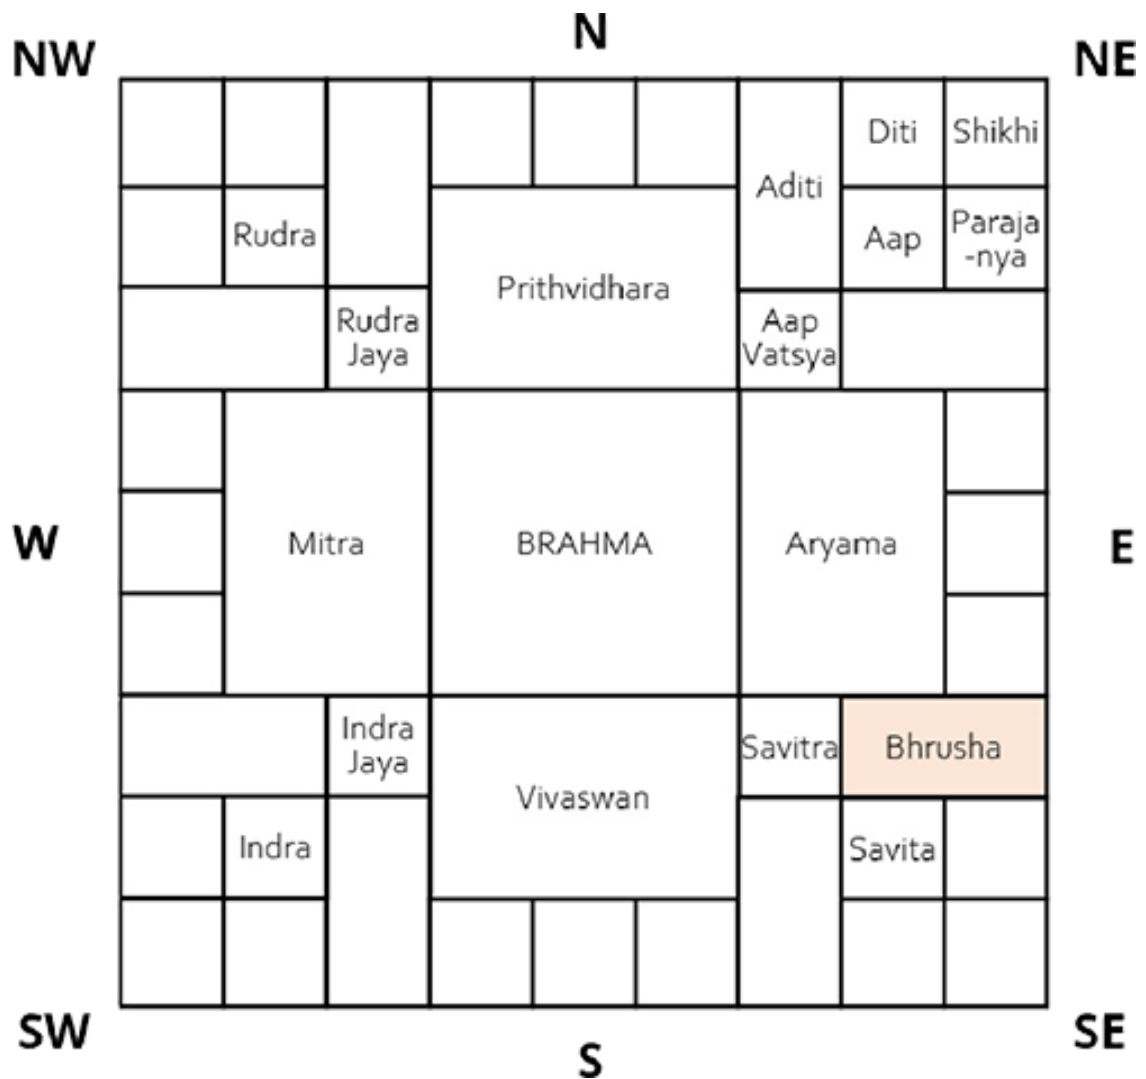 N
NW
NE
Diti
Shikhi
Aditi
Rudra
Aap
Paraja
-nya
Prithvidhara
Rudra
Jaya
Aap
Vatsya
W
Mitra
BRAHMA
Aryama
E
Indra
Jaya
Savitra
Bhrusha
Vivaswan
Indra
Savita
SW
S
SE